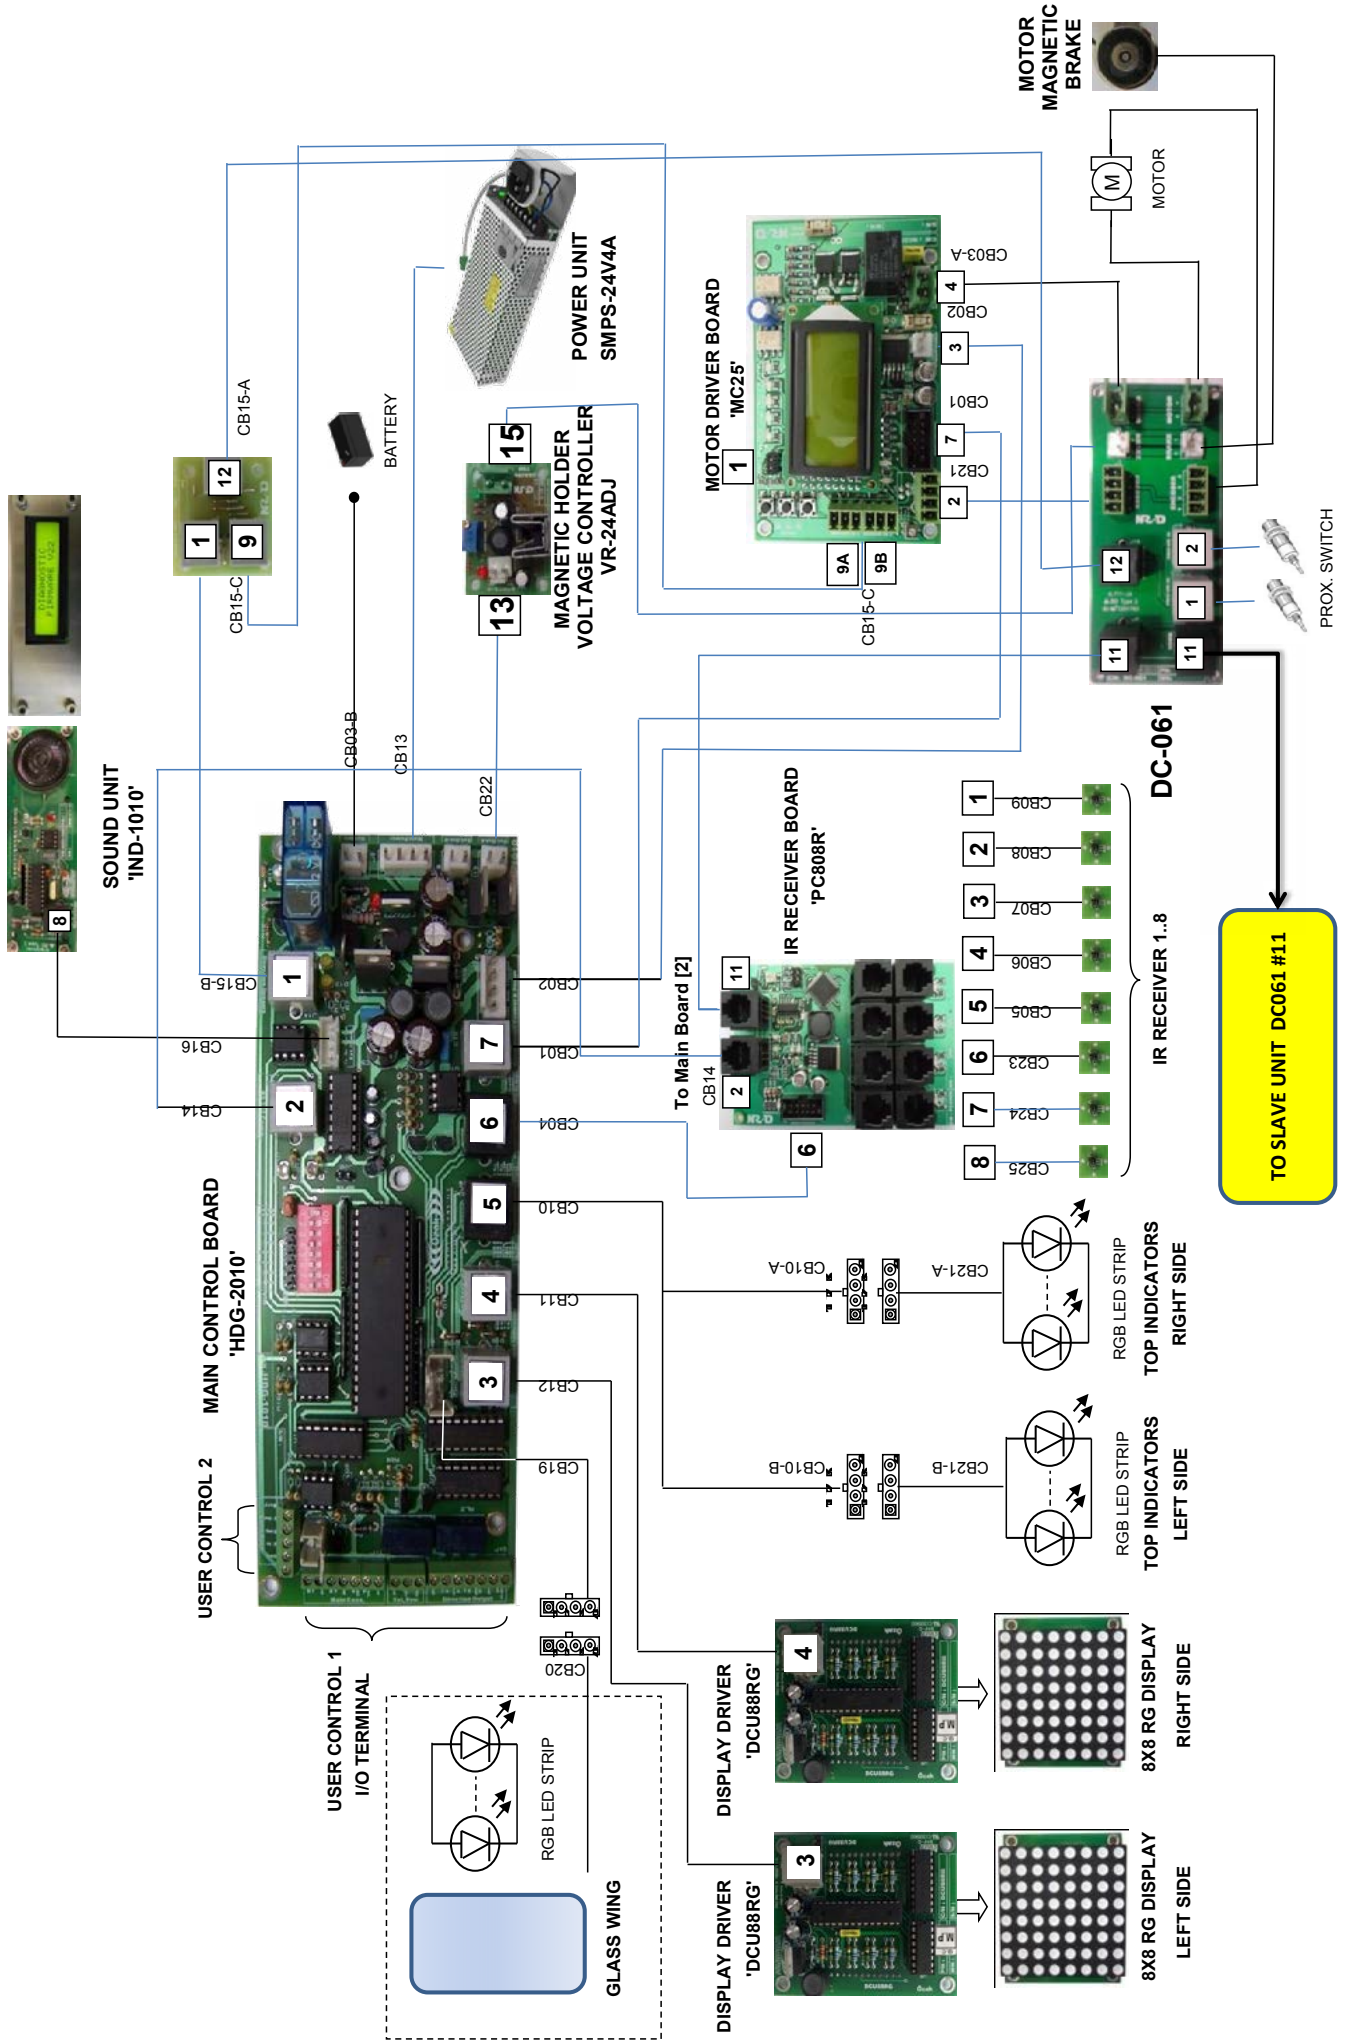 MOTOR
MAGNETIC
BRAKE
M
MOTOR
POWER UNIT
SMPS-24V4A
CB15-A
12
1
9
CB15-C
BATTERY
15
13
MAGNETIC HOLDER
VOLTAGE CONTROLLER
VR-24ADJ
MOTOR DRIVER BOARD
'MC25'
1
CB03-A
4
CB02
3
CB01
7
CB21
2
9A
9B
CB15-C
DIAGNOSTIC
FIRMWARE V22
SOUND UNIT
'IND-1010'
8
CB03-B
CB13
CB22
12
2
1
11
11
PROX. SWITCH
DC-061
MAIN CONTROL BOARD
'HDG-2010'
CB15-B
1
CB16
CB14
2
CB02
7
CB01
6
CB04
5
CB10
4
CB11
3
CB12
CB19
IR RECEIVER BOARD
'PC808R'
To Main Board [2]
CB14
11
2
6
1
CB09
2
CB08
3
CB07
4
CB06
5
CB05
6
CB23
7
CB24
8
CB25
IR RECEIVER 1..8
TO SLAVE UNIT DC061 #11
USER CONTROL 2
USER CONTROL 1
I/O TERMINAL
CB20
CB10-A
CB21-A
RGB LED STRIP
TOP INDICATORS
RIGHT SIDE
CB10-B
CB21-B
RGB LED STRIP
TOP INDICATORS
LEFT SIDE
RGB LED STRIP
GLASS WING
DISPLAY DRIVER
'DCU88RG'
4
8X8 RG DISPLAY
RIGHT SIDE
DISPLAY DRIVER
'DCU88RG'
3
8X8 RG DISPLAY
LEFT SIDE